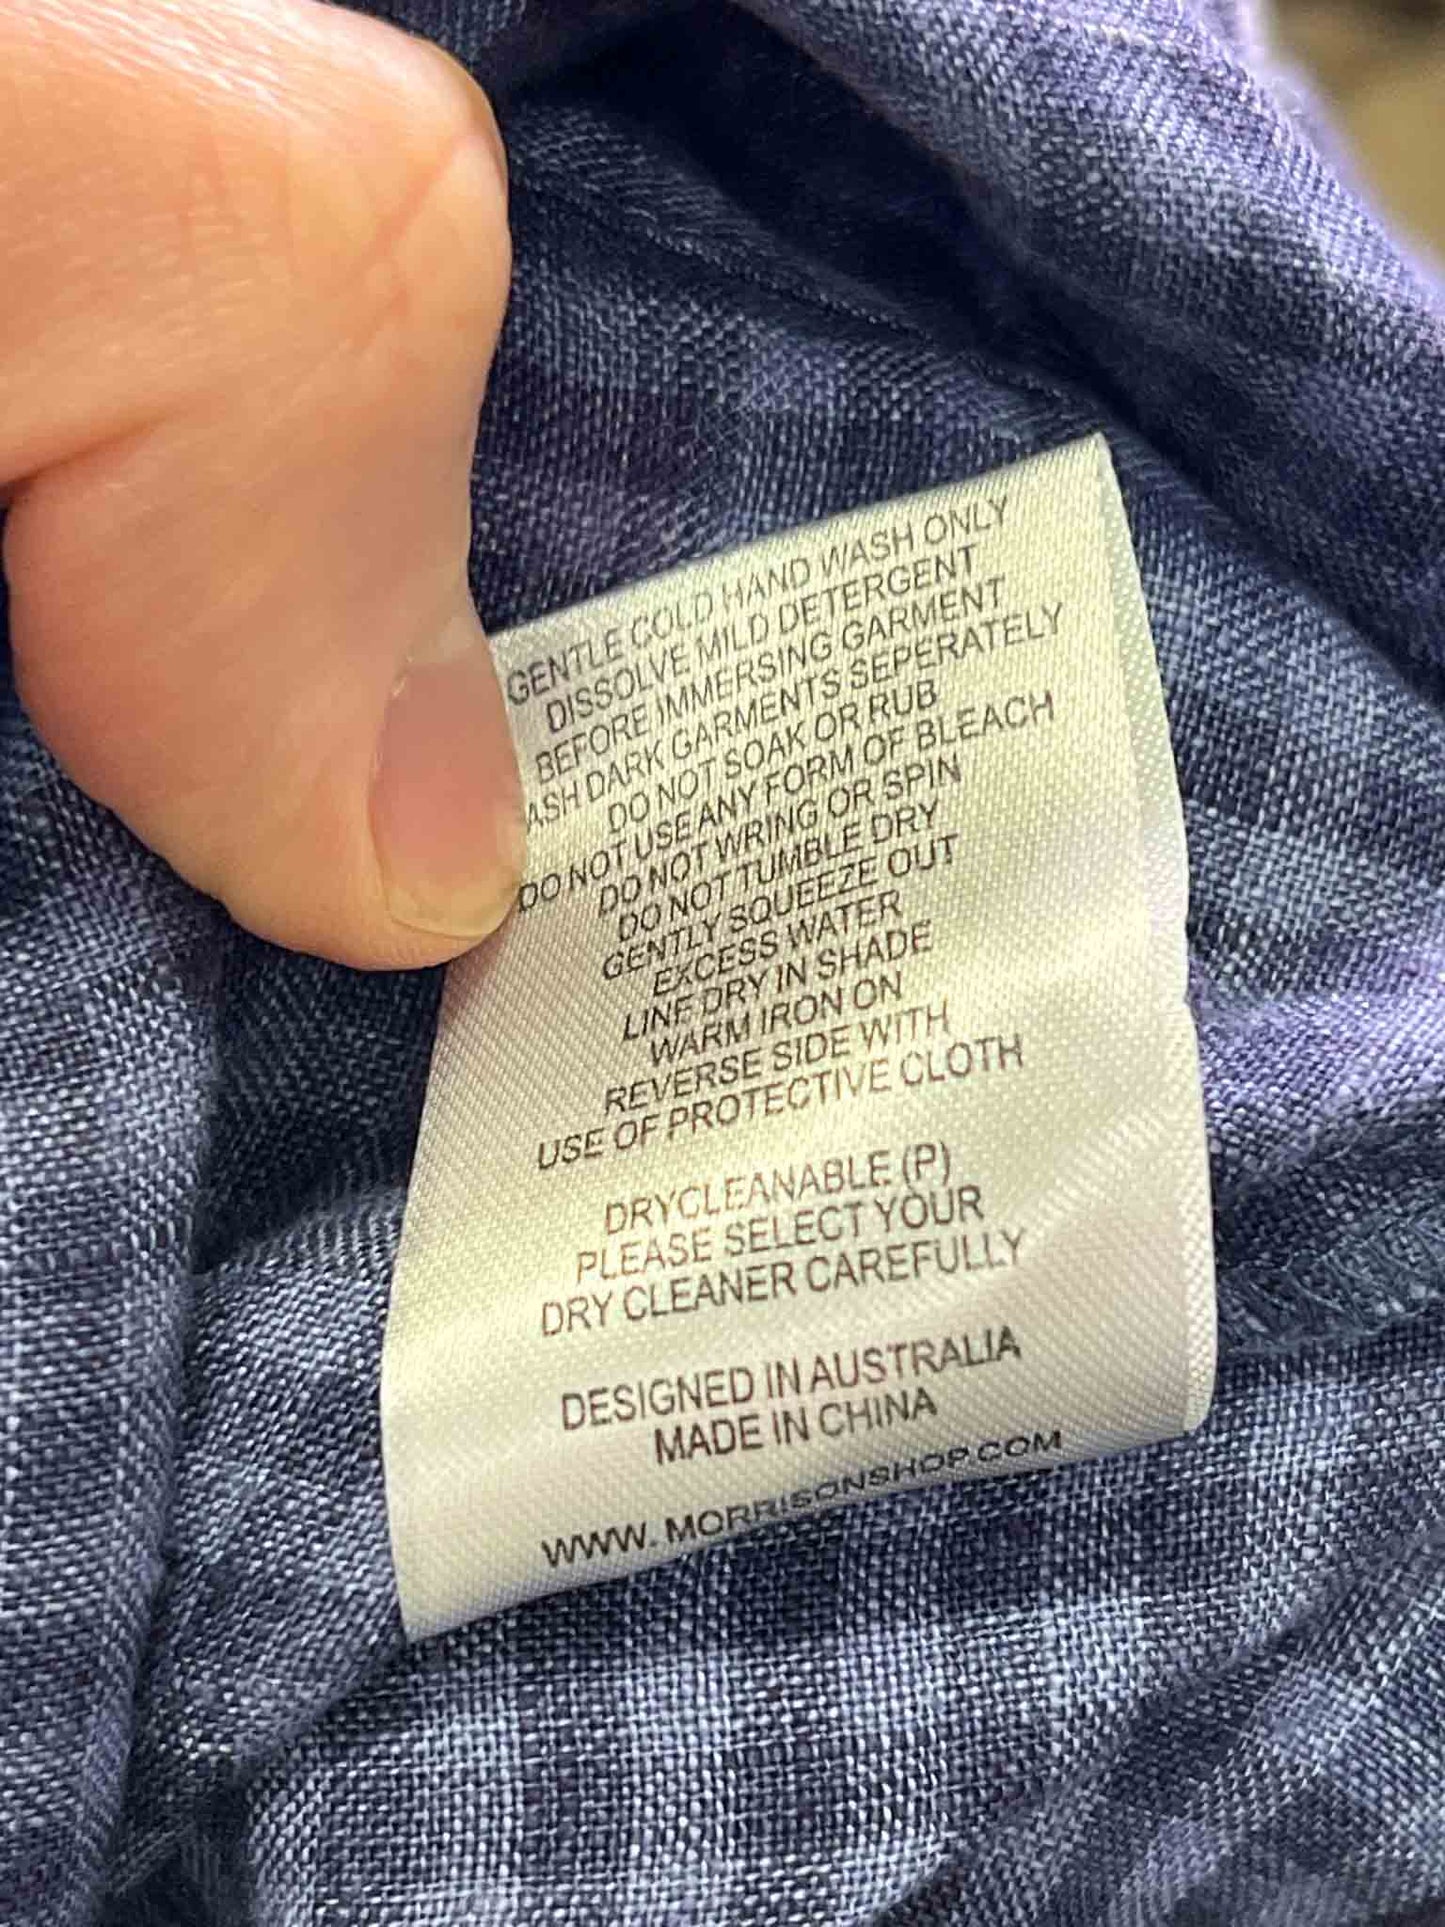 GENTLE COLD HAND WASH ONLY
DISSOLVE MILD DETERGENT
BEFORE IMMERSING GARMENT
ASH DARK GARMENTS SEPERATELY
DO NOT SOAK OR RUB
DO NOT USE ANY FORM OF BLEACH
DO NOT WRING OR SPIN
DO NOT TUMBLE DRY
GENTLY SQUEEZE OUT
EXCESS WATER
LINE DRY IN SHADE
WARM IRON ON
REVERSE SIDE WITH
USE OF PROTECTIVE CLOTH
DRYCLEANABLE (P)
PLEASE SELECT YOUR
DRY CLEANER CAREFULLY
DESIGNED IN AUSTRALIA
MADE IN CHINA
WWW. MORRISONSHOP.COM